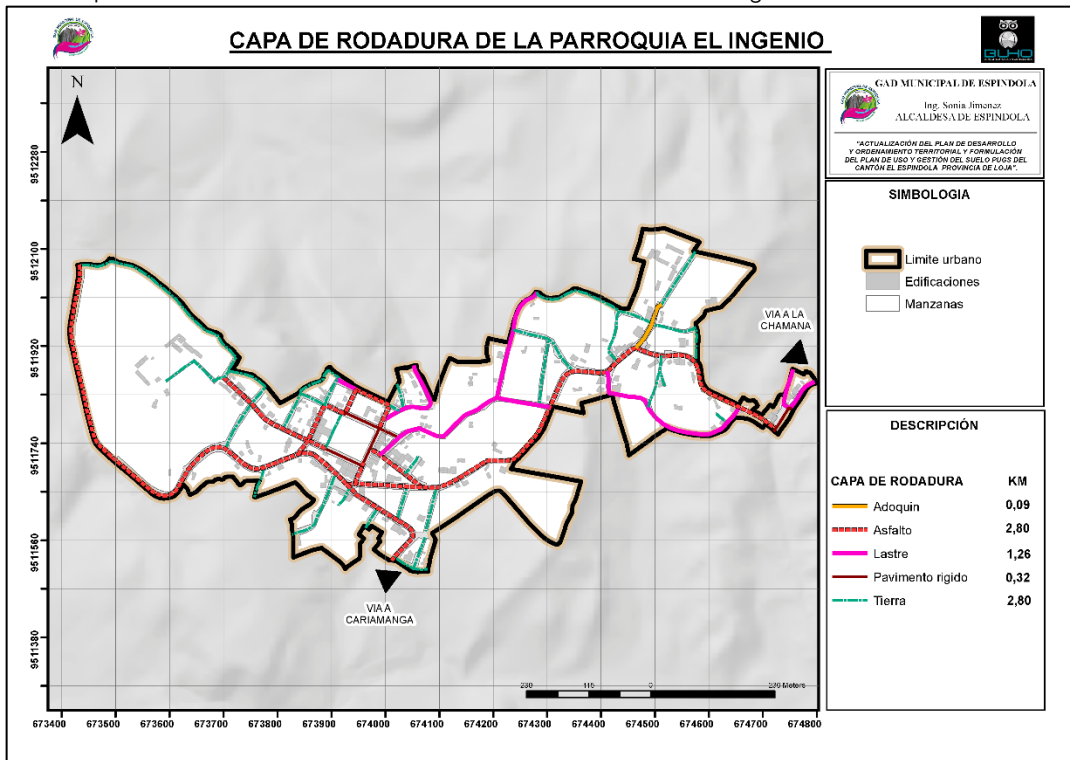 CAPA DE RODADURA DE LA PARROQUIA EL INGENIO
BUHO
N
GAD MUNICIPAL DE ESPINDOLA
Ing. Sonia Jimenez
ALCALDESA DE ESPINDOLA
"ACTUALIZACIÓN DEL PLAN DE DESARROLLO
Y ORDENAMIENTO TERRITORIAL Y FORMULACIÓN
DEL PLAN DE USO Y GESTIÓN DEL SUELO PUGS DEL
CANTÓN EL ESPINDOLA PROVINCIA DE LOJA".
SIMBOLOGIA
Limite urbano
Edificaciones
Manzanas
DESCRIPCIÓN
CAPA DE RODADURA KM
Adoquin 0,09
Asfalto 2,80
Lastre 1,26
Pavimento rigido 0,32
Tierra 2,80
VIA A LA
CHAMANA
VIA A
CARIAMANGA
9512280
9512100
9511920
9511740
9511560
9511380
230 115 0 230 Meters
673400 673500 673600 673700 673800 673900 674000 674100 674200 674300 674400 674500 674600 674700 674800